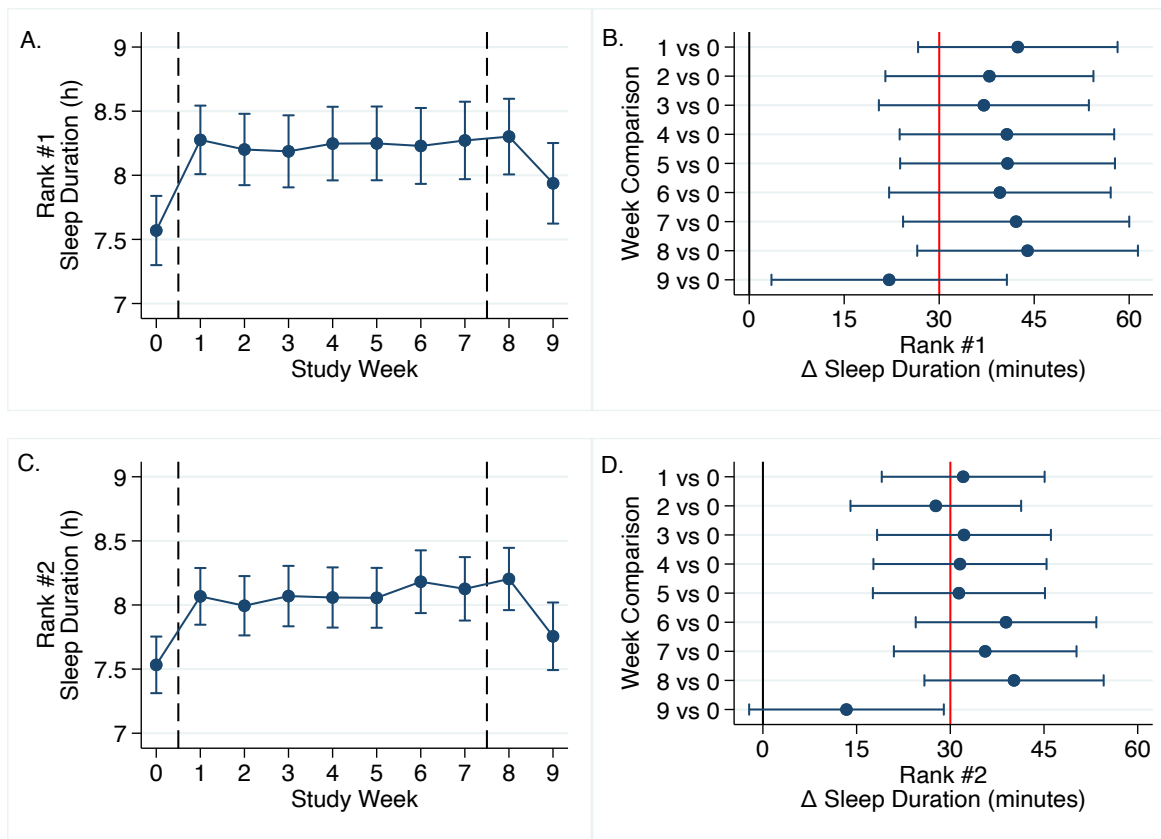 A.
Rank #1
Sleep Duration (h)
9
8.5
8
7.5
7
0 1 2 3 4 5 6 7 8 9
Study Week
B.
Week Comparison
1 vs 0
2 vs 0
3 vs 0
4 vs 0
5 vs 0
6 vs 0
7 vs 0
8 vs 0
9 vs 0
0 15 30 45 60
Rank #1
Δ Sleep Duration (minutes)
C.
Rank #2
Sleep Duration (h)
9
8.5
8
7.5
7
0 1 2 3 4 5 6 7 8 9
Study Week
D.
Week Comparison
1 vs 0
2 vs 0
3 vs 0
4 vs 0
5 vs 0
6 vs 0
7 vs 0
8 vs 0
9 vs 0
0 15 30 45 60
Rank #2
Δ Sleep Duration (minutes)